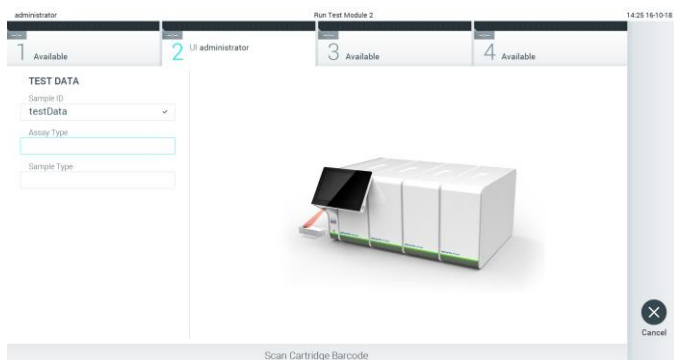 administrator
Run Test Module 2
14:25 16-10-18
1 Available
2 UI administrator
3 Available
4 Available
TEST DATA
Sample ID
testData
Assay Type
Sample Type
Cancel
Scan Cartridge Barcode